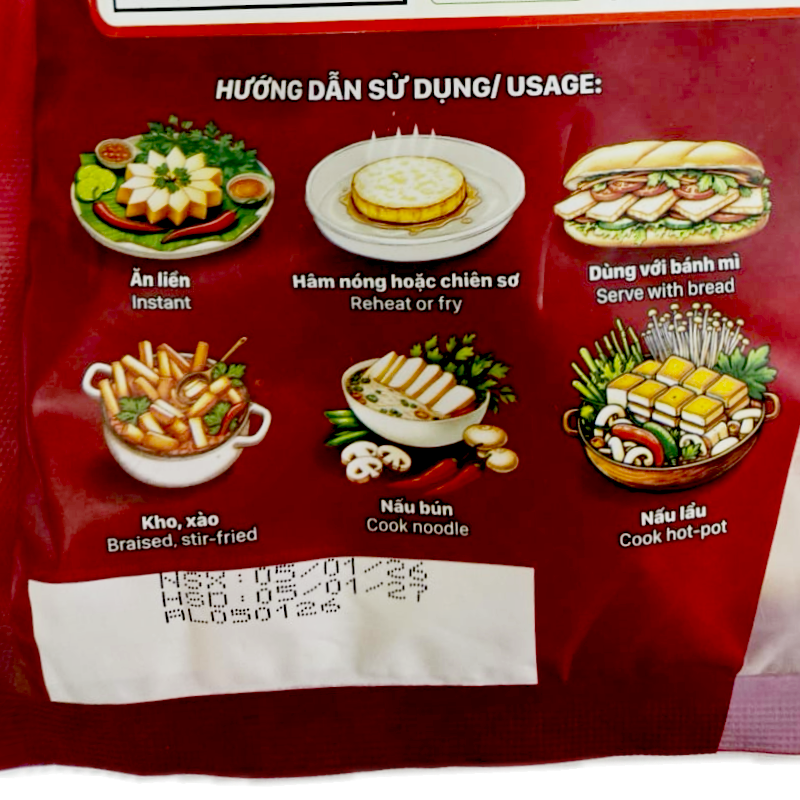 HƯỚNG DẪN SỬ DỤNG/ USAGE:
Ăn liền
Instant
Hâm nóng hoặc chiên sơ
Reheat or fry
Dùng với bánh mì
Serve with bread
Kho, xào
Braised, stir-fried
Nấu bún
Cook noodle
Nấu lẩu
Cook hot-pot
NSX: 05/01/26
HSD: 05/01/27
AL050126